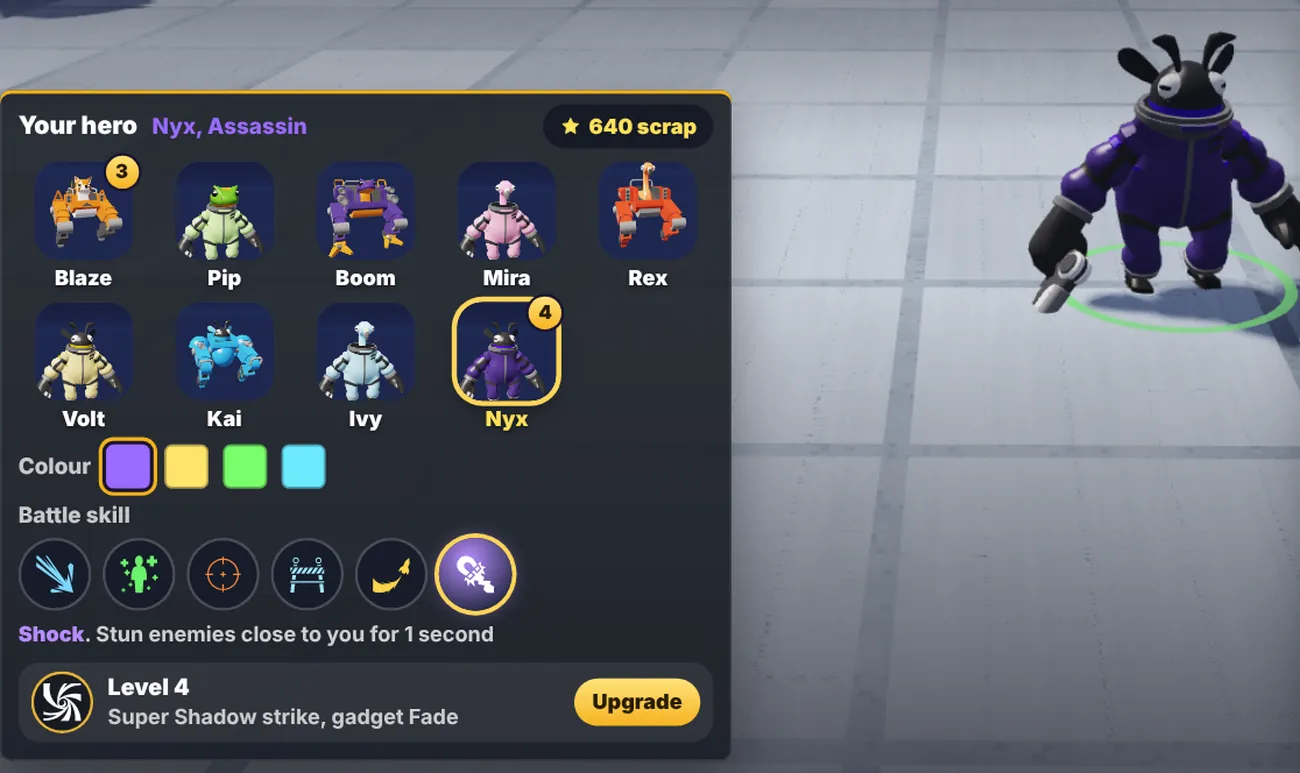 Your hero Nyx, Assassin ★ 640 scrap
3
Blaze Pip Boom Mira Rex
4
Volt Kai Ivy Nyx
Colour
Battle skill
Shock. Stun enemies close to you for 1 second
Level 4
Super Shadow strike, gadget Fade
Upgrade